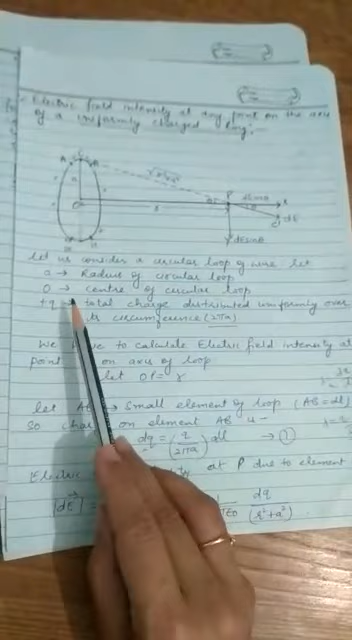 Electric field intensity at any point on the axis
of a uniformly charged ring:-
A
B
a
O
r
P
dEcosθ
x
dE
dEsinθ
Let us consider a circular loop of wire let
a → Radius of circular loop
O → centre of circular loop
+q → total charge distributed uniformly over
its circumference (2πa)
We have to calculate Electric field intensity at
point on axis of loop
let OP = r
let AB → Small element of loop (AB = dl)
So charge on element AB is -
dq = (q/2πa) dl → ①
Electric at P due to element
|dE| = dq/(r²+a²)